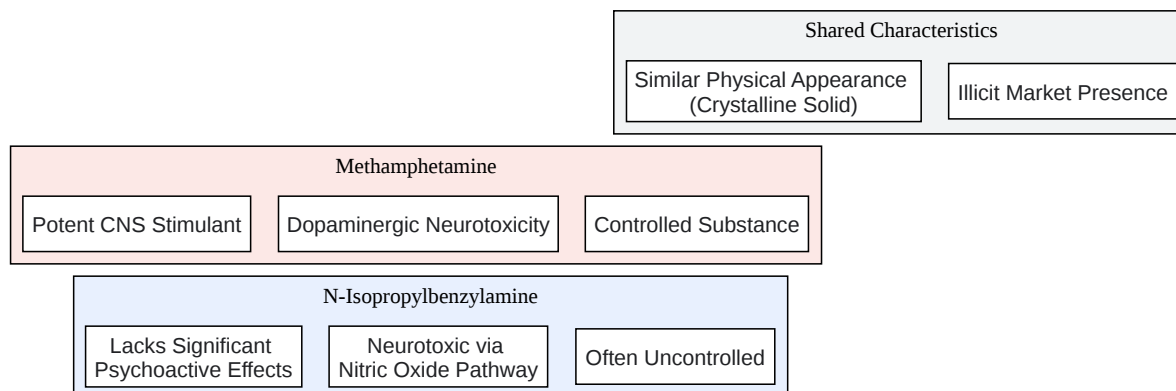 Shared Characteristics
Similar Physical Appearance
(Crystalline Solid)
Illicit Market Presence
Methamphetamine
Potent CNS Stimulant
Dopaminergic Neurotoxicity
Controlled Substance
N-Isopropylbenzylamine
Lacks Significant
Psychoactive Effects
Neurotoxic via
Nitric Oxide Pathway
Often Uncontrolled